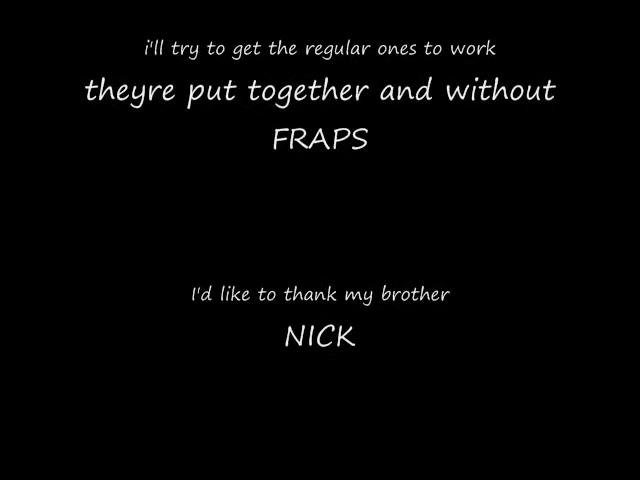 i'll try to get the regular ones to work
theyre put together and without
FRAPS
I'd like to thank my brother
NICK